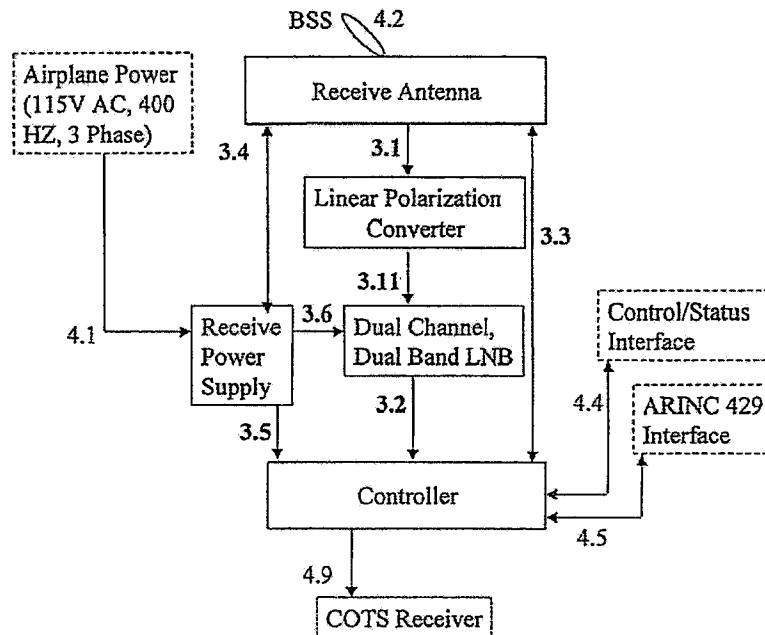 BSS
4.2
Airplane Power
(115V AC, 400
HZ, 3 Phase)
Receive Antenna
3.4
3.1
Linear Polarization
Converter
3.3
3.11
4.1
Receive
Power
Supply
3.6
Dual Channel,
Dual Band LNB
Control/Status
Interface
3.5
3.2
4.4
ARINC 429
Interface
Controller
4.5
4.9
COTS Receiver